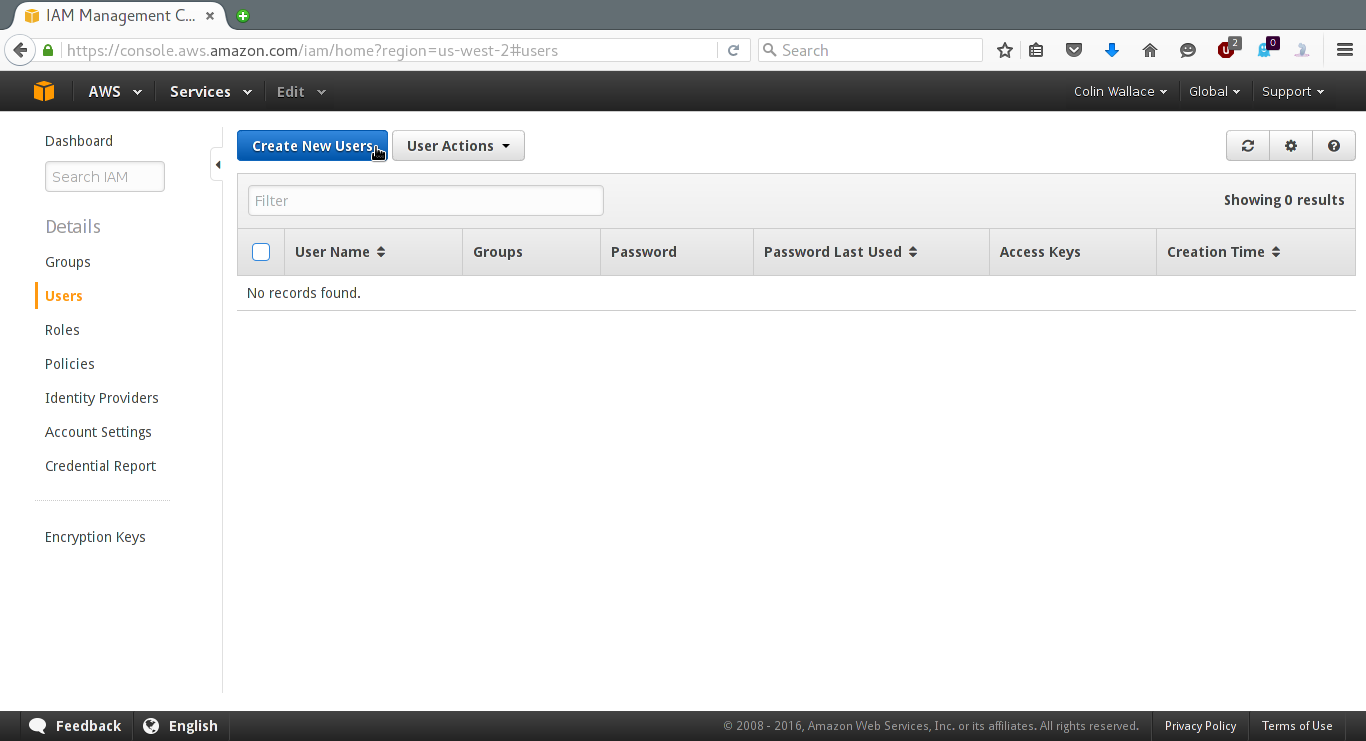 IAM Management C...
https://console.aws.amazon.com/iam/home?region=us-west-2#users
Search
2
0
AWS
Services
Edit
Colin Wallace
Global
Support
Dashboard
Search IAM
Details
Groups
Users
Roles
Policies
Identity Providers
Account Settings
Credential Report
Encryption Keys
Create New Users
User Actions
Filter
Showing 0 results
User Name Groups Password Password Last Used Access Keys Creation Time
No records found.
Feedback
English
© 2008 - 2016, Amazon Web Services, Inc. or its affiliates. All rights reserved.
Privacy Policy
Terms of Use